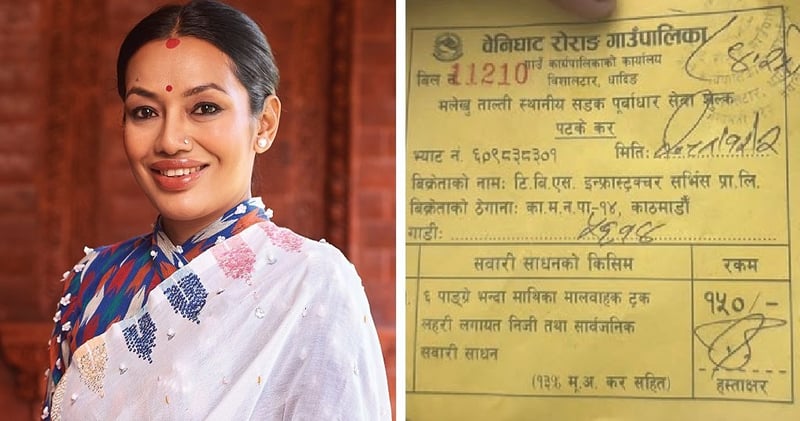 वेनिघाट रोराङ गाउँपालिका
गाउँ कार्यपालिकाको कार्यालय
बिल नं. 11210 बिसालटार, धादिङ
मलेखु ताल्ती स्थानीय सडक पूर्वाधार सेवा शुल्क
पटके कर
भ्याट नं. ६०९८३८३०१ मिति:
बिक्रेताको नाम: टि.बि.एस. इन्फ्रास्ट्रक्चर सर्भिस प्रा.लि.
बिक्रेताको ठेगाना: का.म.न.पा-१४, काठमाडौँ
गाडी:
सवारी साधनको किसिम रकम
६ पाङ्ग्रे भन्दा माथिका मालवाहक ट्रक १५०/-
लहरी लगायत निजी तथा सार्वजनिक
सवारी साधन
(१३% मू.अ. कर सहित) हस्ताक्षर